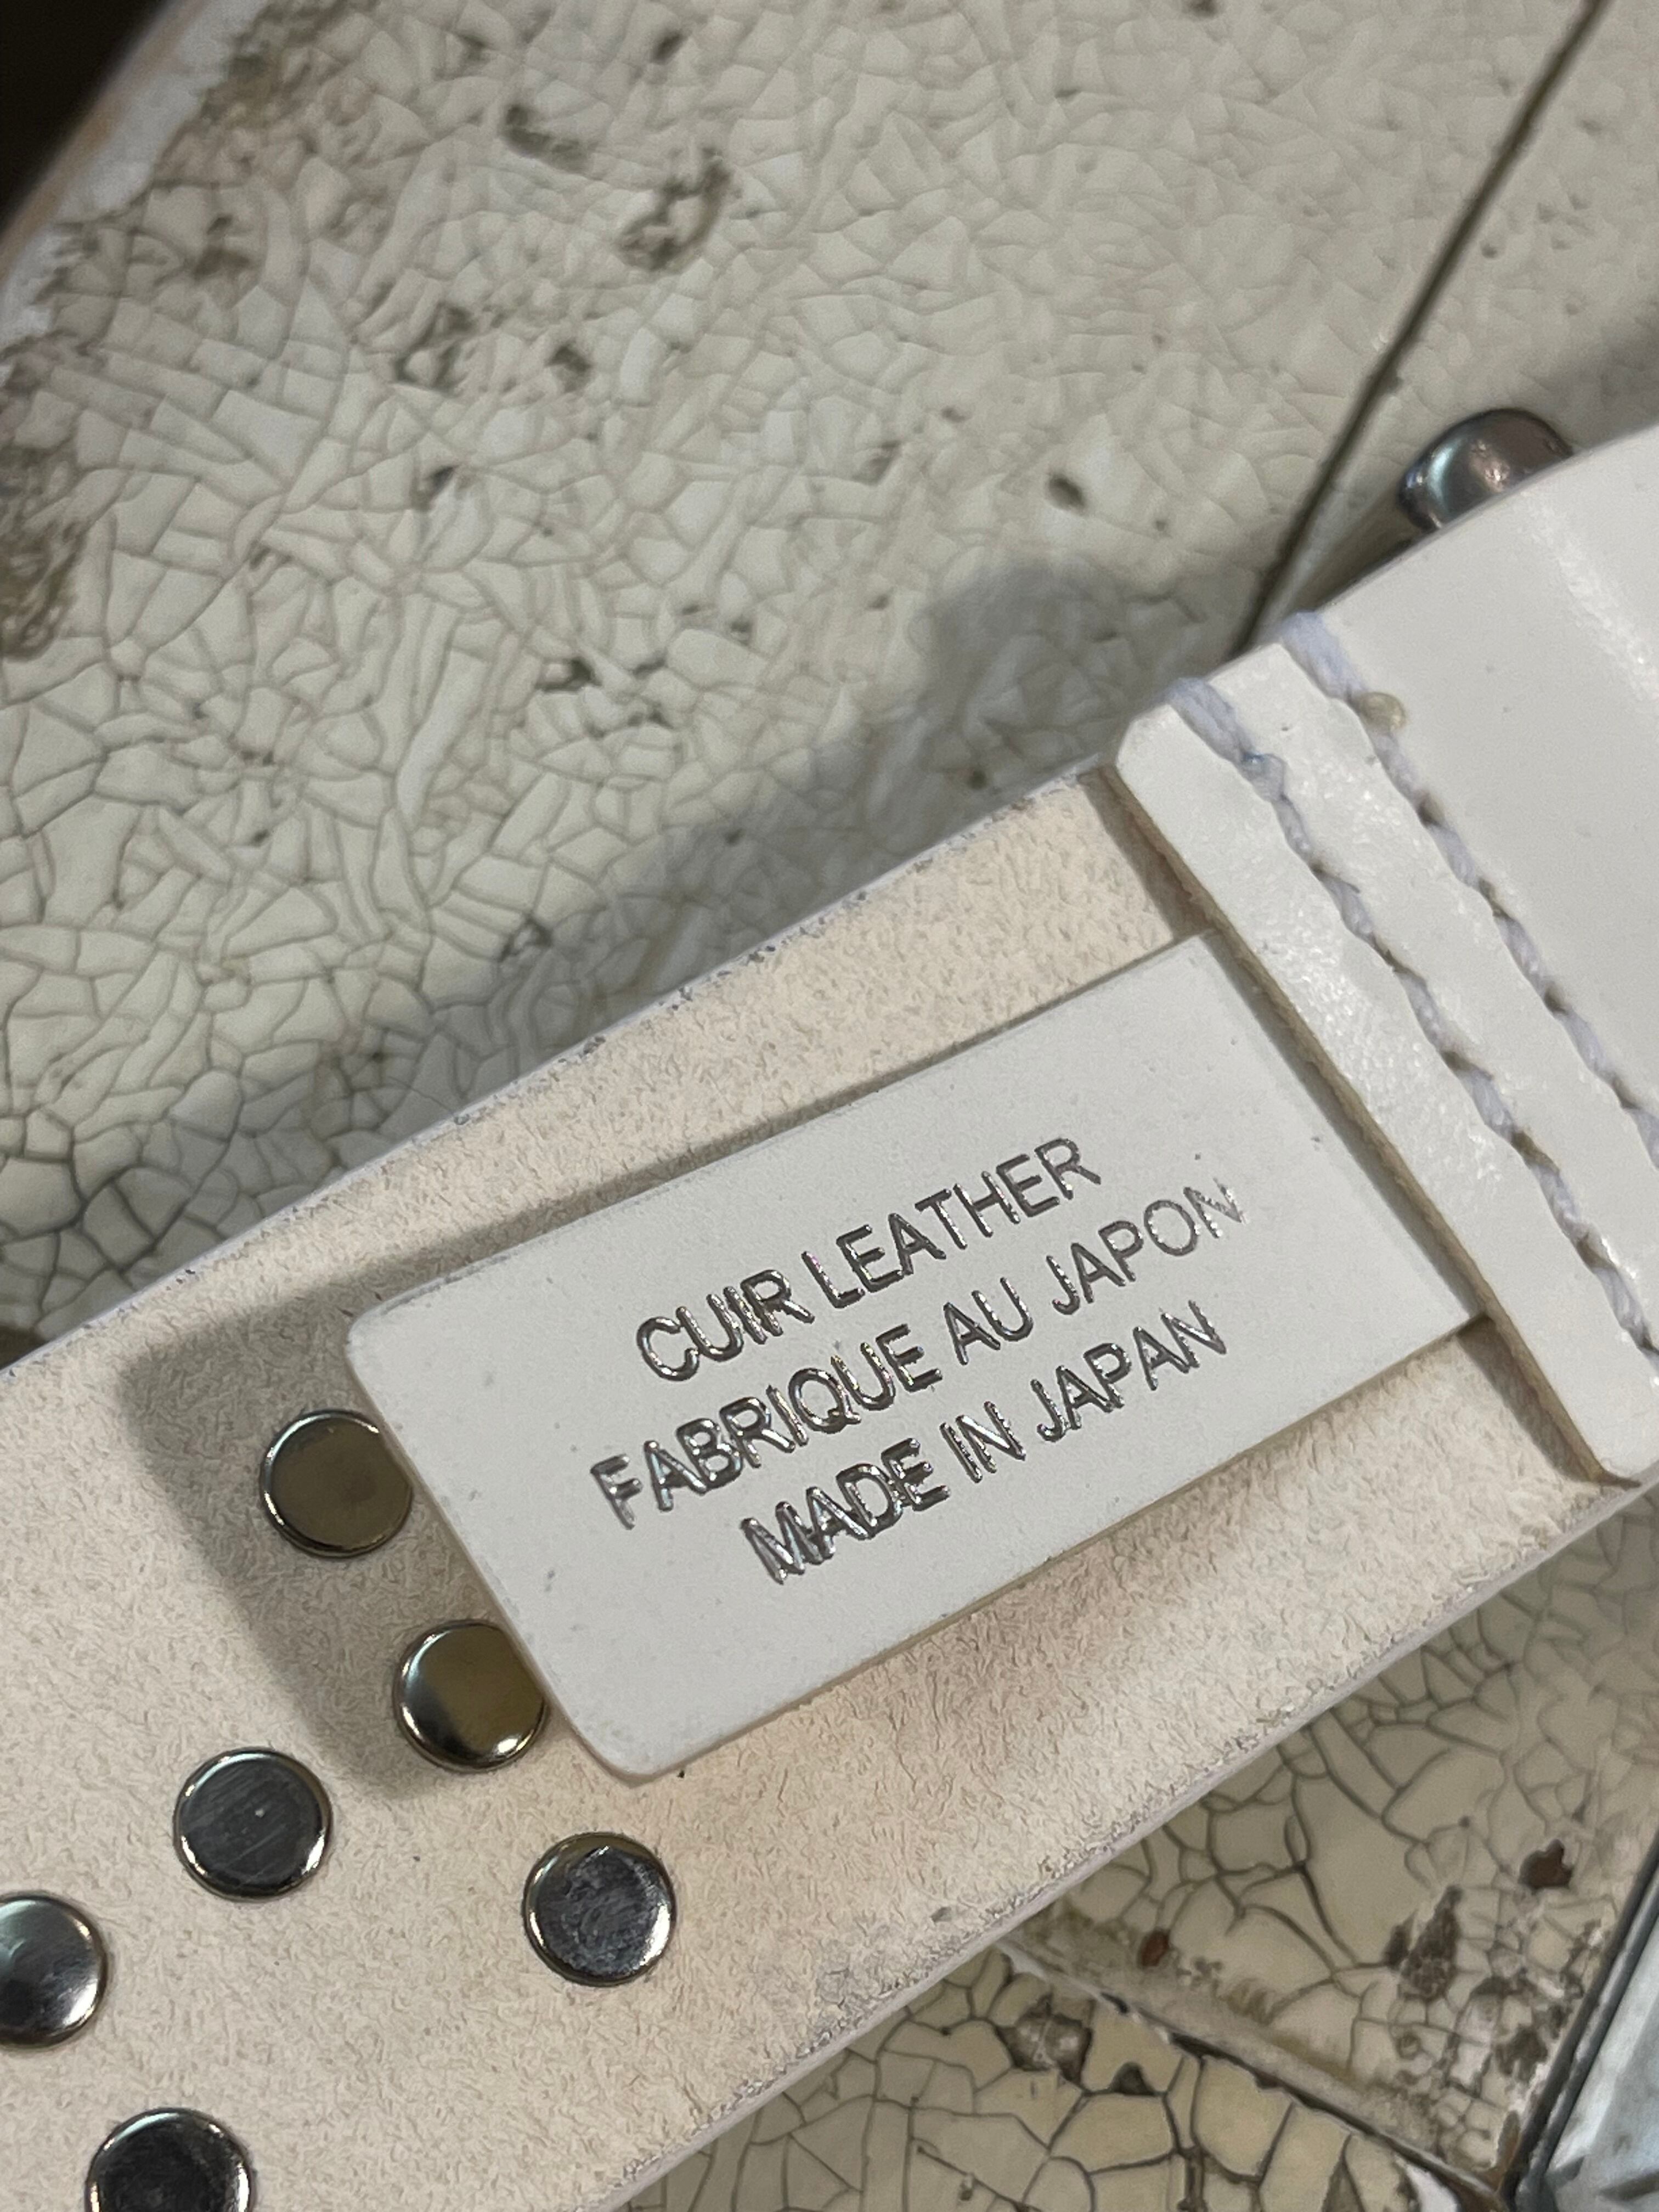 CUIR LEATHER
FABRIQUE AU JAPON
MADE IN JAPAN